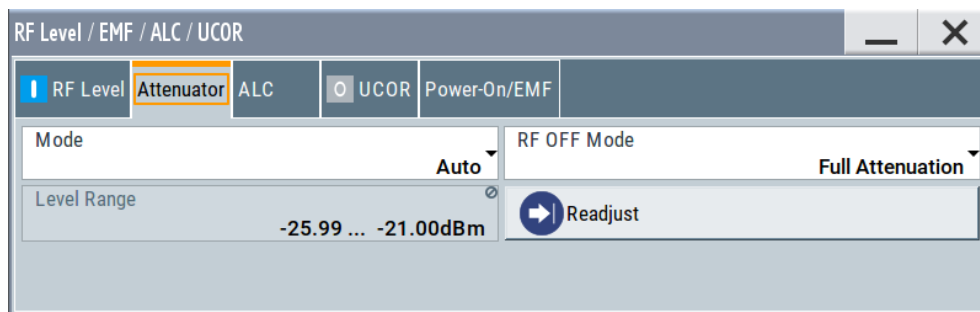 RF Level / EMF / ALC / UCOR
I RF Level Attenuator ALC O UCOR Power-On/EMF
Mode
Auto
RF OFF Mode
Full Attenuation
Level Range
-25.99 ... -21.00dBm
Readjust